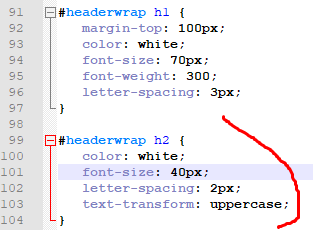 91 #headerwrap h1 {
92 margin-top: 100px;
93 color: white;
94 font-size: 70px;
95 font-weight: 300;
96 letter-spacing: 3px;
97 }
98
99 #headerwrap h2 {
100 color: white;
101 font-size: 40px;
102 letter-spacing: 2px;
103 text-transform: uppercase;
104 }